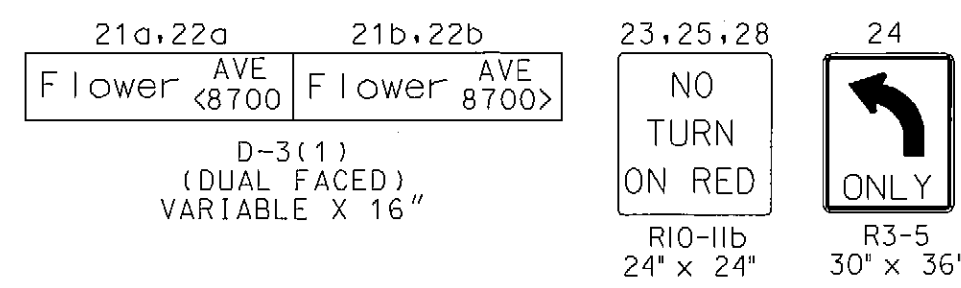 21a,22a 21b,22b
Flower AVE <8700 Flower AVE 8700>
D-3(1)
(DUAL FACED)
VARIABLE X 16"
23,25,28
NO
TURN
ON RED
R10-11b
24" x 24"
24
ONLY
R3-5
30" x 36'